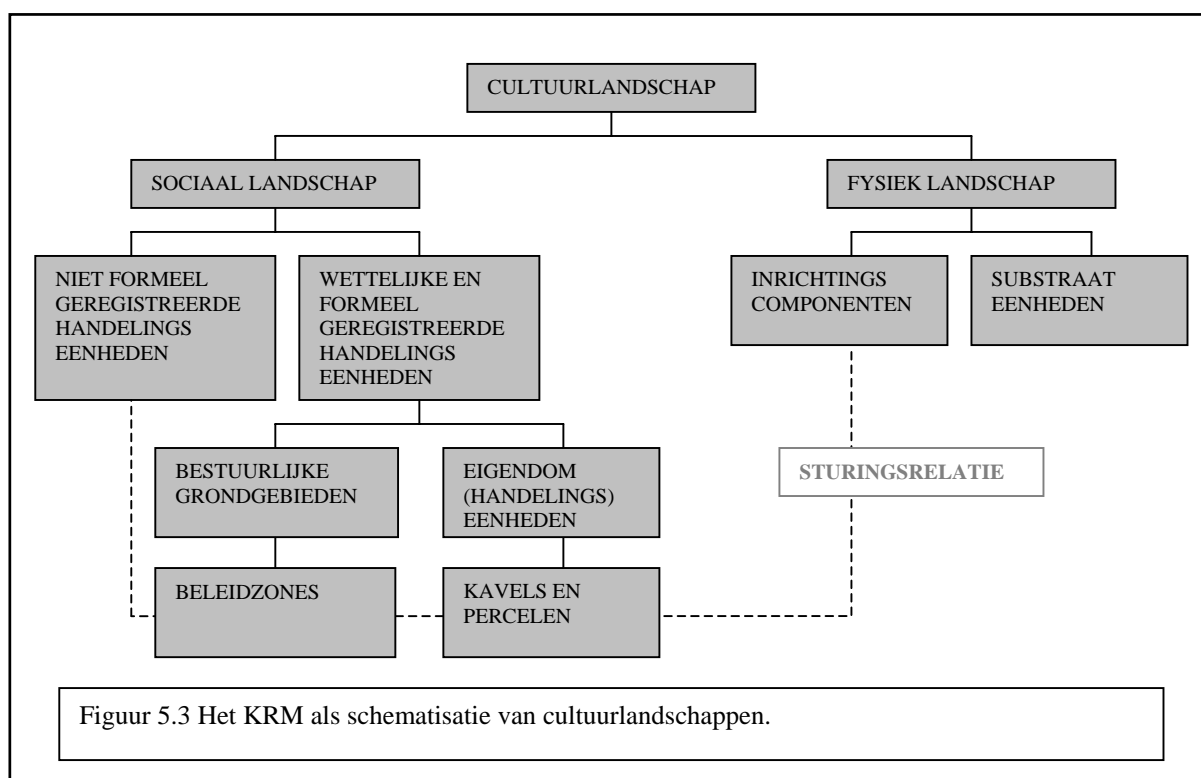 CULTUURLANDSCHAP
SOCIAAL LANDSCHAP
FYSIEK LANDSCHAP
NIET FORMEEL
GEREGISTREERDE
HANDELINGS
EENHEDEN
WETTELIJKE EN
FORMEEL
GEREGISTREERDE
HANDELINGS
EENHEDEN
INRICHTINGS
COMPONENTEN
SUBSTRAAT
EENHEDEN
BESTUURLIJKE
GRONDGEBIEDEN
EIGENDOM
(HANDELINGS)
EENHEDEN
STURINGSRELATIE
BELEIDZONES
KAVELS EN
PERCELEN
Figuur 5.3 Het KRM als schematisatie van cultuurlandschappen.